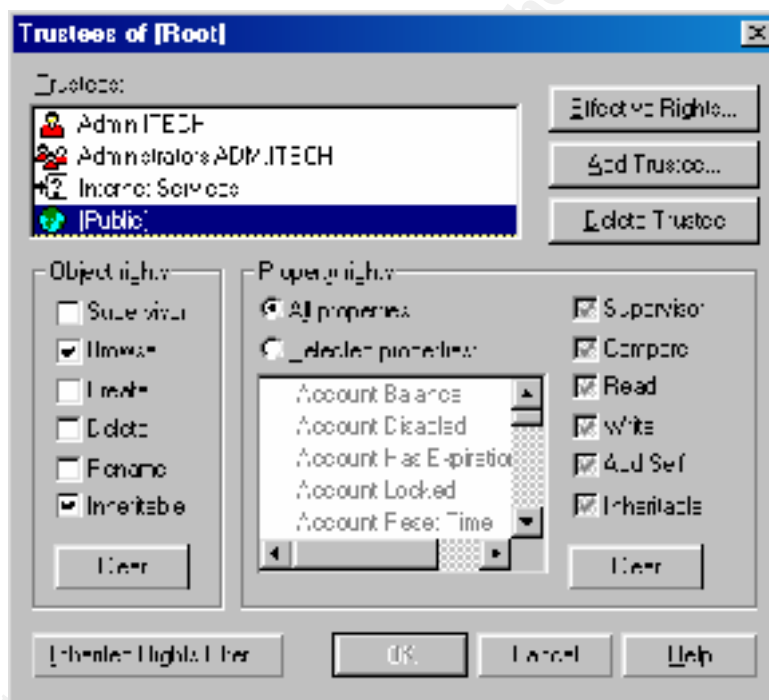 Trustees of [Root]
Trustees:
Admin.ITECH
Administrators.ADM.ITECH
Internet Services
[Public]
Effective Rights...
Add Trustee...
Delete Trustee
Object rights
Supervisor
Browse
Create
Delete
Rename
Inheritable
Clear
Property rights
All properties
Selected properties:
Account Balance
Account Disabled
Account Has Expiration
Account Locked
Account Reset Time
Supervisor
Compare
Read
Write
Add Self
Inheritable
Clear
Inherited Rights Filter
OK
Cancel
Help